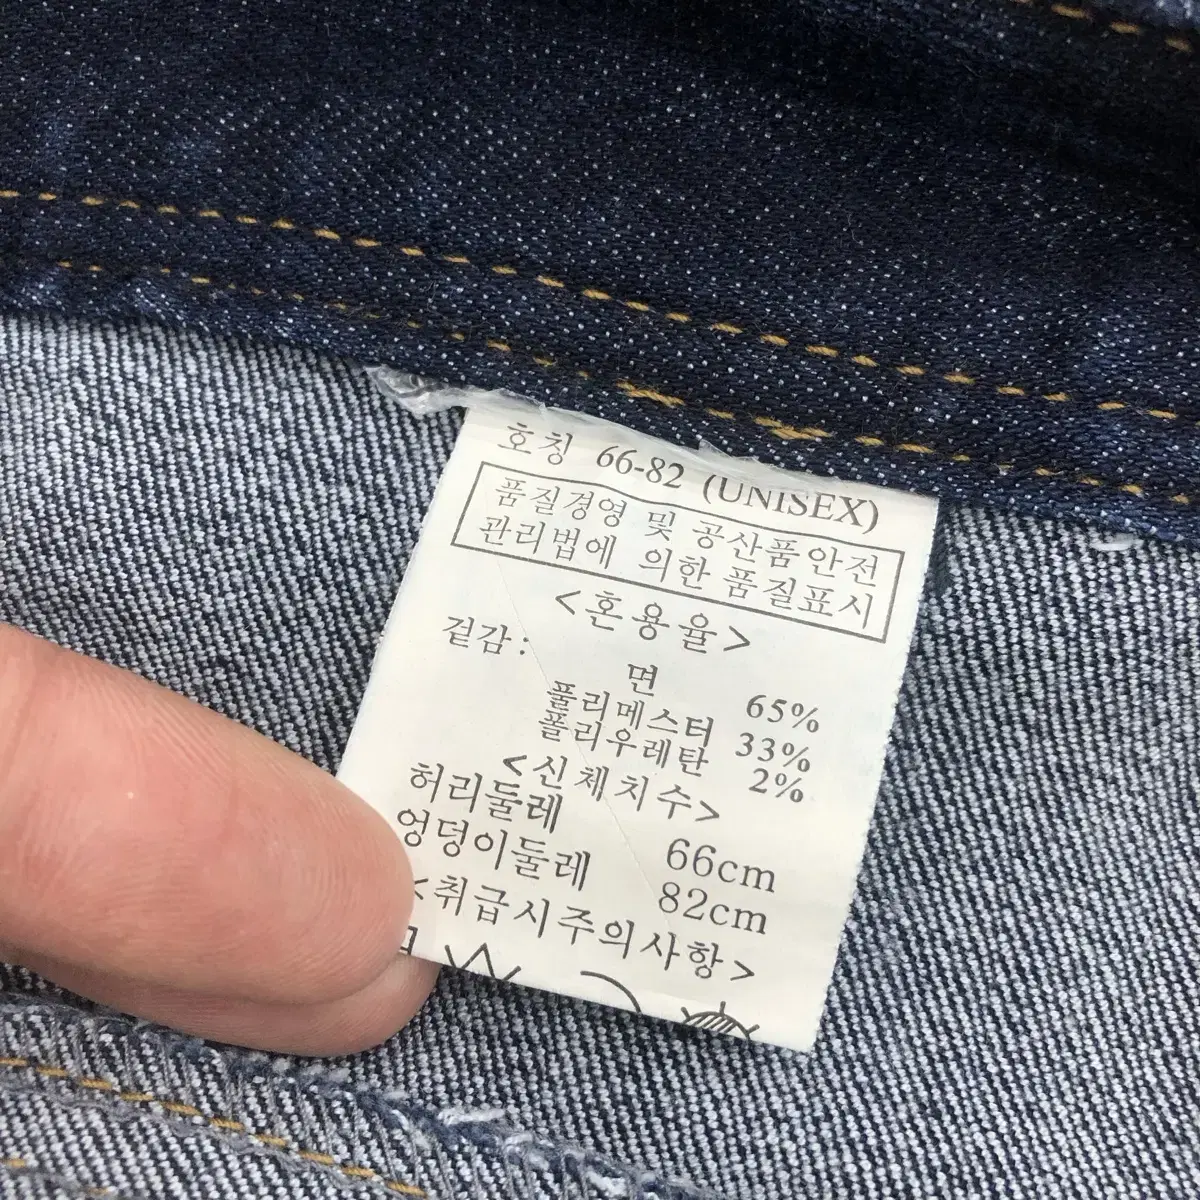 호칭 66-82 (UNISEX)
품질경영 및 공산품안전
관리법에 의한 품질표시
<혼용율>
겉감:
면 65%
폴리메스터 33%
폴리우레탄 2%
<신체치수>
허리둘레 66cm
엉덩이둘레 82cm
<취급시주의사항>